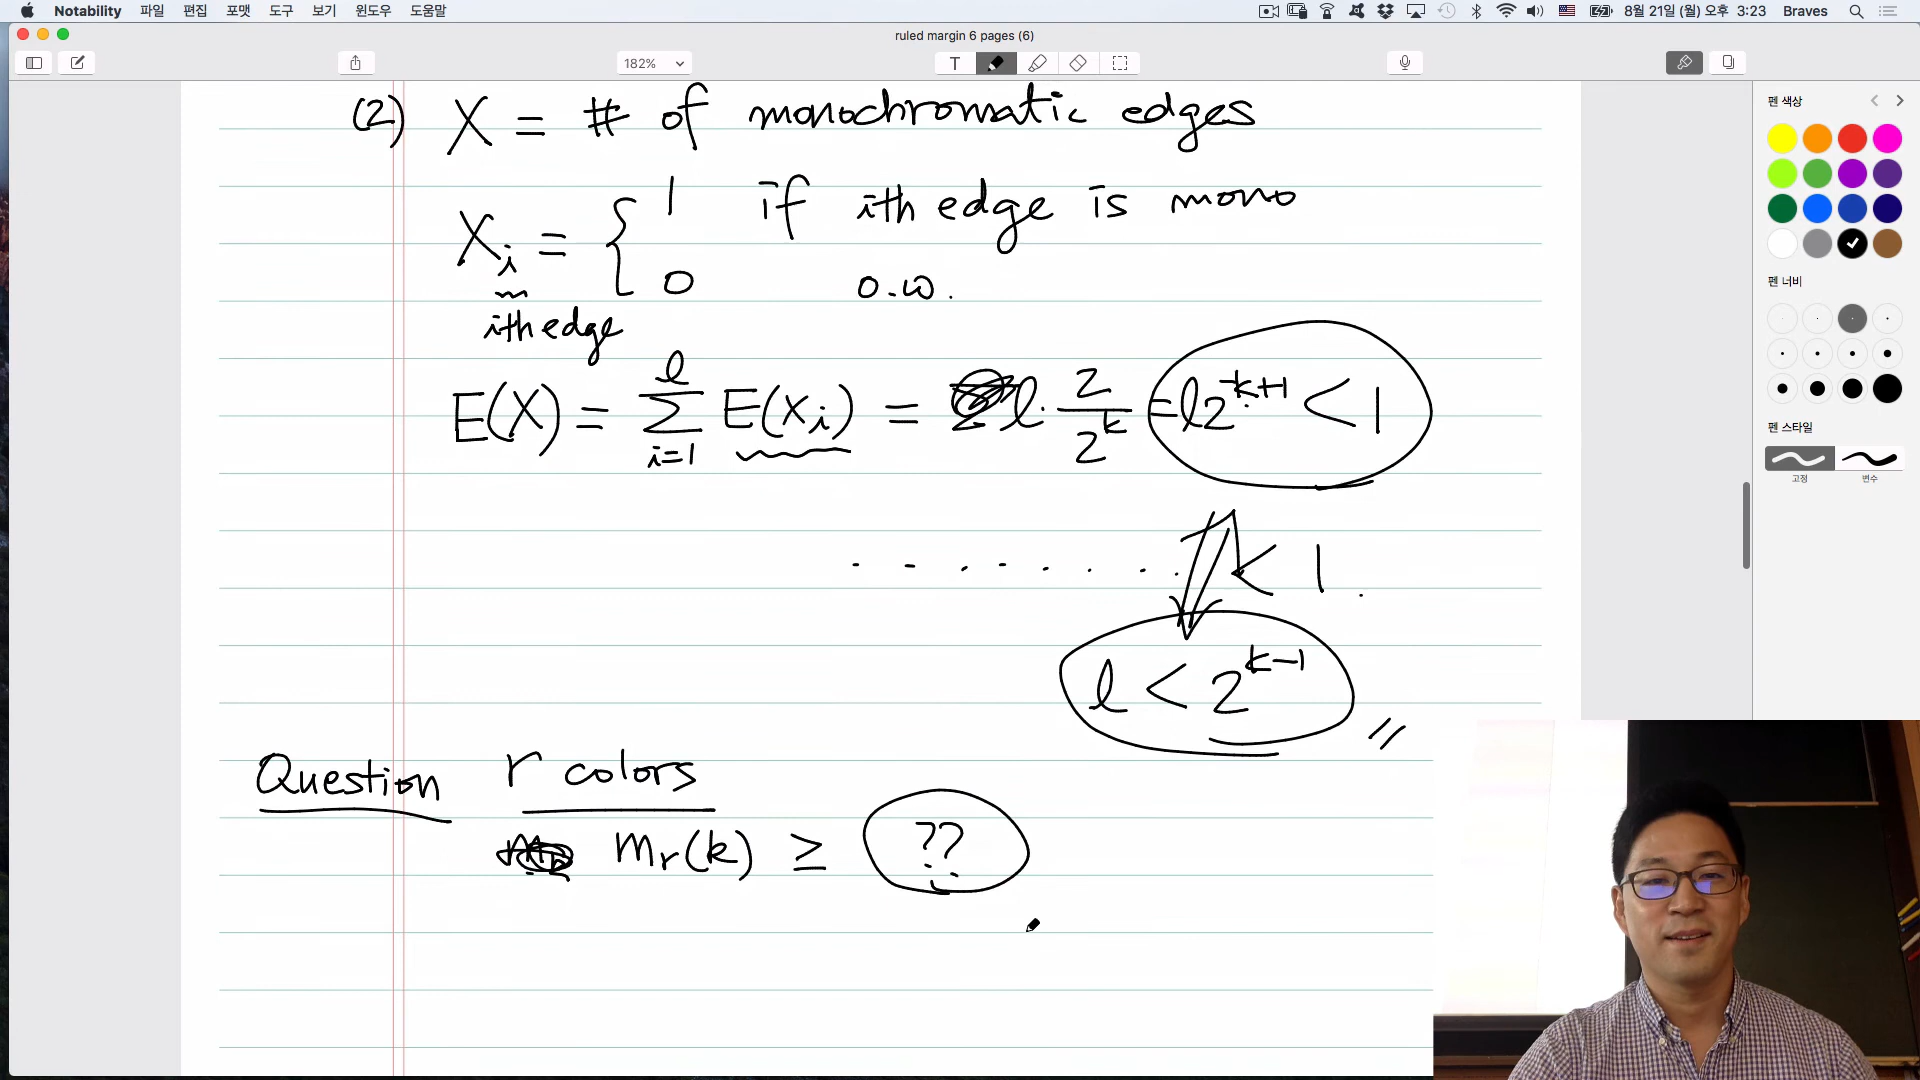 Notability 파일 편집 포맷 도구 보기 윈도우 도움말 8월 21일 (월) 오후 3:23 Braves
ruled margin 6 pages (6)
182%
T
(2) X = # of monochromatic edges
Xi = { 1 if ith edge is mono
0 o.w.
ith edge
E(X) = Σ_{i=1}^{l} E(Xi) = l · 2/2^k = l2^{-k+1} < 1
. . . . . . . < 1 .
l < 2^{k-1} //
Question r colors
m_r(k) ≥ ??
펜 색상
펜 너비
펜 스타일
고정 변수